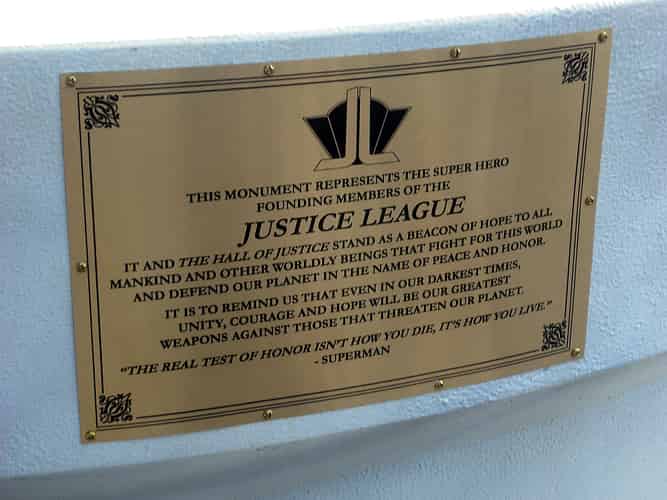 JL
THIS MONUMENT REPRESENTS THE SUPER HERO
FOUNDING MEMBERS OF THE
JUSTICE LEAGUE
IT AND THE HALL OF JUSTICE STAND AS A BEACON OF HOPE TO ALL
MANKIND AND OTHER WORLDLY BEINGS THAT FIGHT FOR THIS WORLD
AND DEFEND OUR PLANET IN THE NAME OF PEACE AND HONOR.
IT IS TO REMIND US THAT EVEN IN OUR DARKEST TIMES,
UNITY, COURAGE AND HOPE WILL BE OUR GREATEST
WEAPONS AGAINST THOSE THAT THREATEN OUR PLANET.
“THE REAL TEST OF HONOR ISN'T HOW YOU DIE, IT'S HOW YOU LIVE.”
- SUPERMAN